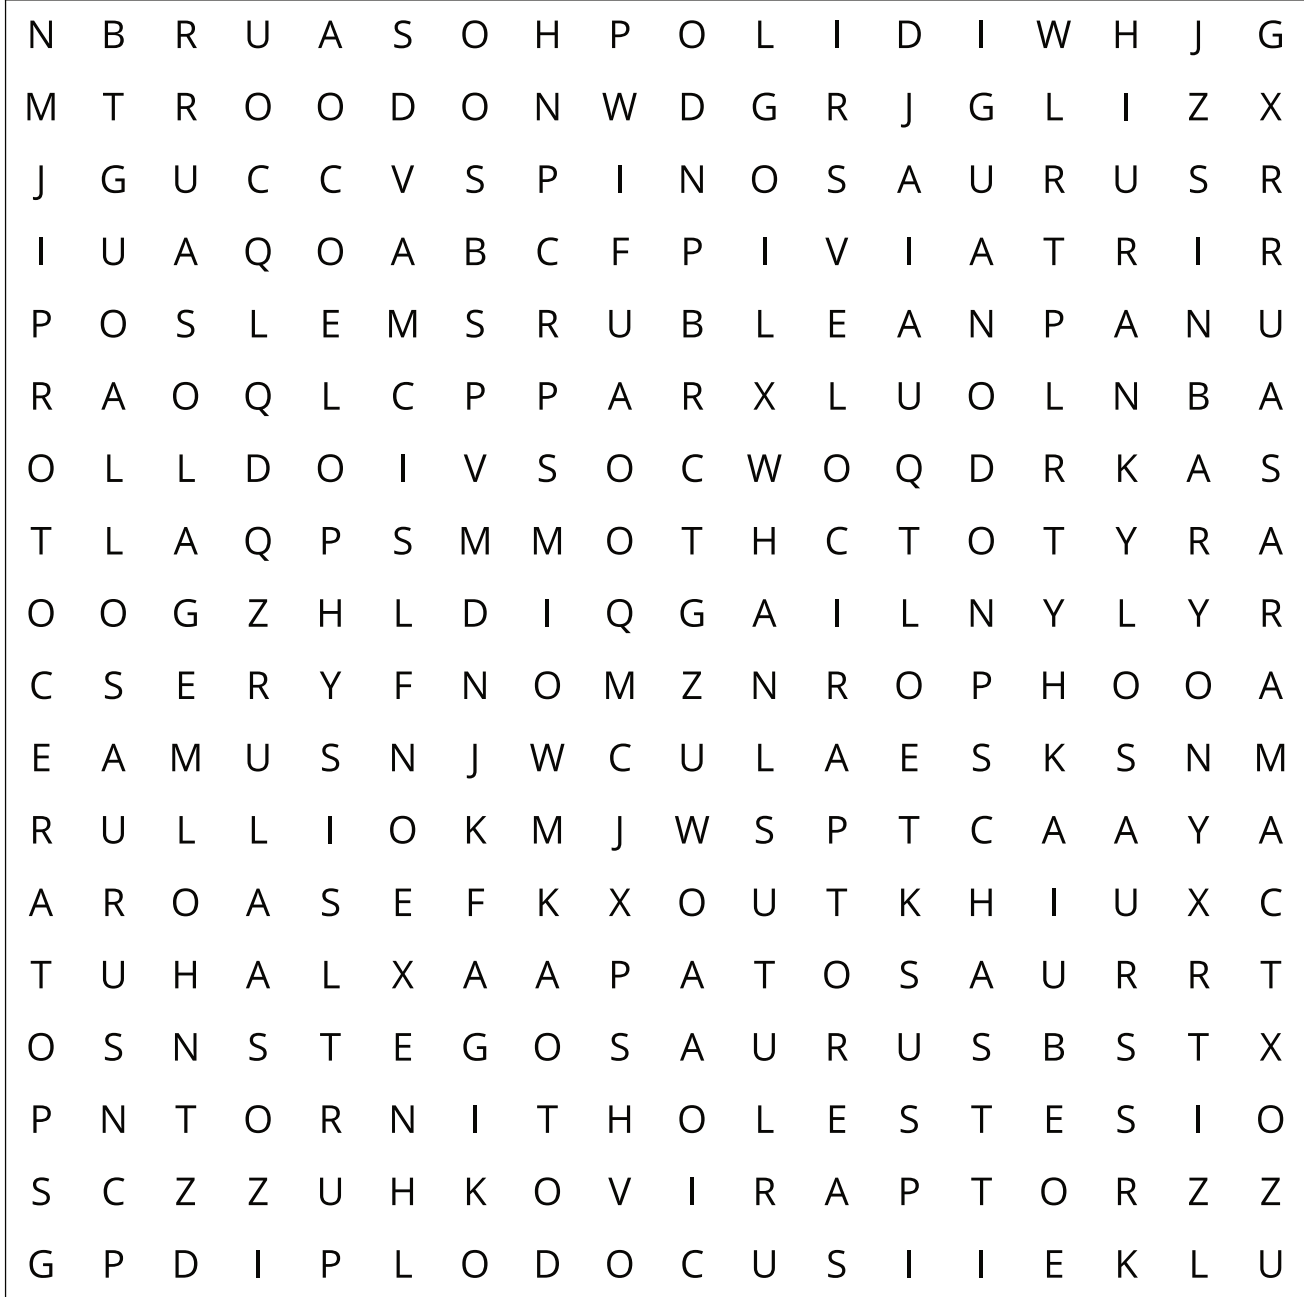 N B R U A S O H P O L I D I W H J G
M T R O O D O N W D G R J G L I Z X
J G U C C V S P I N O S A U R U S R
I U A Q O A B C F P I V I A T R I R
P O S L E M S R U B L E A N P A N U
R A O Q L C P P A R X L U O L N B A
O L L D O I V S O C W O Q D R K A S
T L A Q P S M M O T H C T O T Y R A
O O G Z H L D I Q G A I L N Y L Y R
C S E R Y F N O M Z N R O P H O O A
E A M U S N J W C U L A E S K S N M
R U L L I O K M J W S P T C A A Y A
A R O A S E F K X O U T K H I U X C
T U H A L X A A P A T O S A U R R T
O S N S T E G O S A U R U S B S T X
P N T O R N I T H O L E S T E S I O
S C Z Z U H K O V I R A P T O R Z Z
G P D I P L O D O C U S I I E K L U